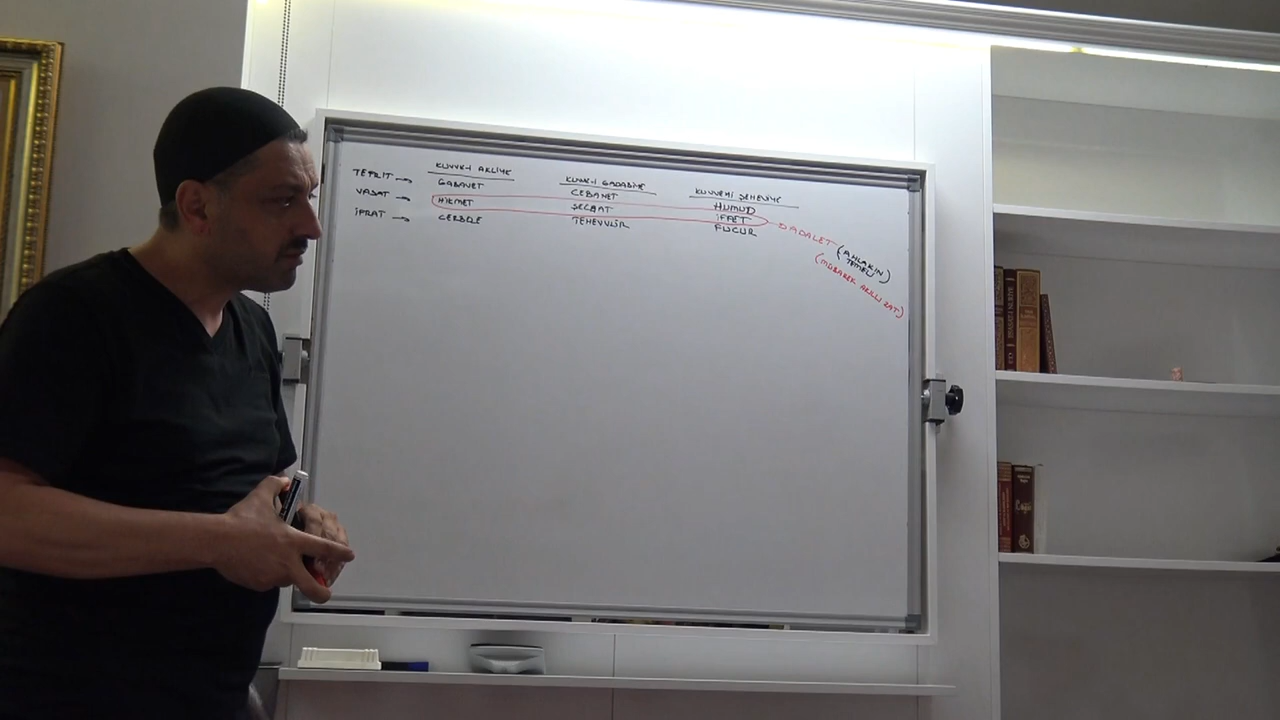 TEFRİT → KUVVE-İ AKLİYE KUVVE-İ GADABİYE KUVVE-İ ŞEHEVİYE
GABAVET CEBANET HUMUD
VASAT → HİKMET ŞECAAT İFFET ADALET (AHLAKIN TEMELİ)
İFRAT → CERBEZE TEHEVVÜR FÜCUR
(MÜBAREK AKILLI ZAT)